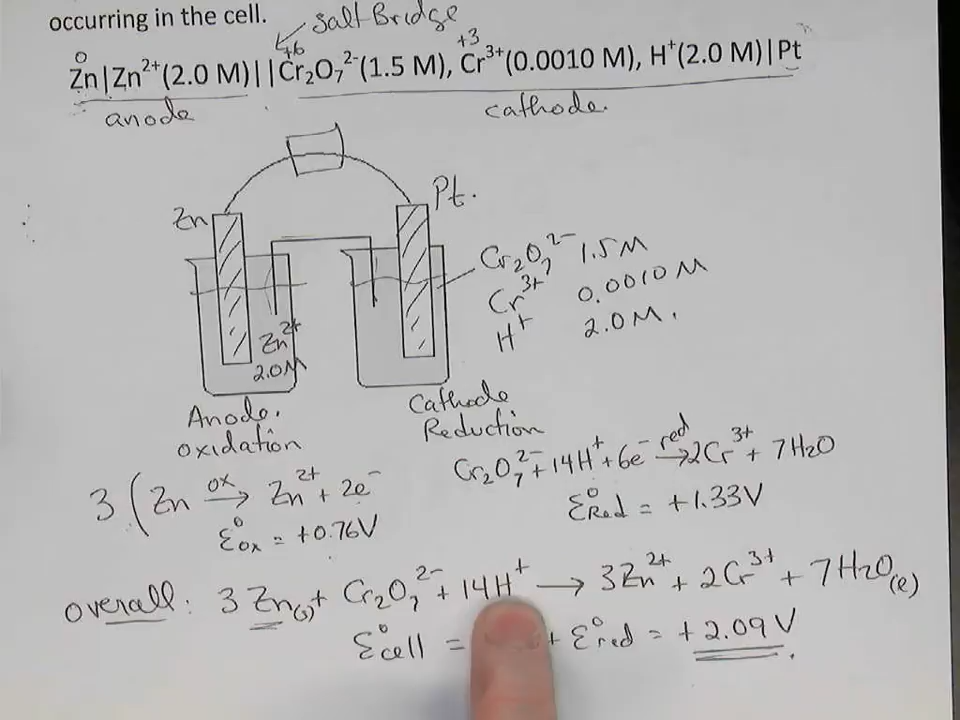 occurring in the cell.
Salt Bridge
0 +6 +3
Zn|Zn²⁺(2.0 M)||Cr₂O₇²⁻(1.5 M), Cr³⁺(0.0010 M), H⁺(2.0 M)|Pt
anode cathode.
Zn Pt.
Cr₂O₇²⁻ 1.5M
Cr³⁺ 0.0010 M
H⁺ 2.0 M.
Zn²⁺
2.0M
Anode. Cathode
oxidation Reduction
Cr₂O₇²⁻ + 14H⁺ + 6e⁻ red→ 2Cr³⁺ + 7H₂O
3 (Zn ox→ Zn²⁺ + 2e⁻
ε°Red = +1.33V
ε°ox = +0.76V
overall: 3 Zn(s) + Cr₂O₇²⁻ + 14H⁺ → 3Zn²⁺ + 2Cr³⁺ + 7H₂O(l)
ε°cell = + ε°red = +2.09 V.